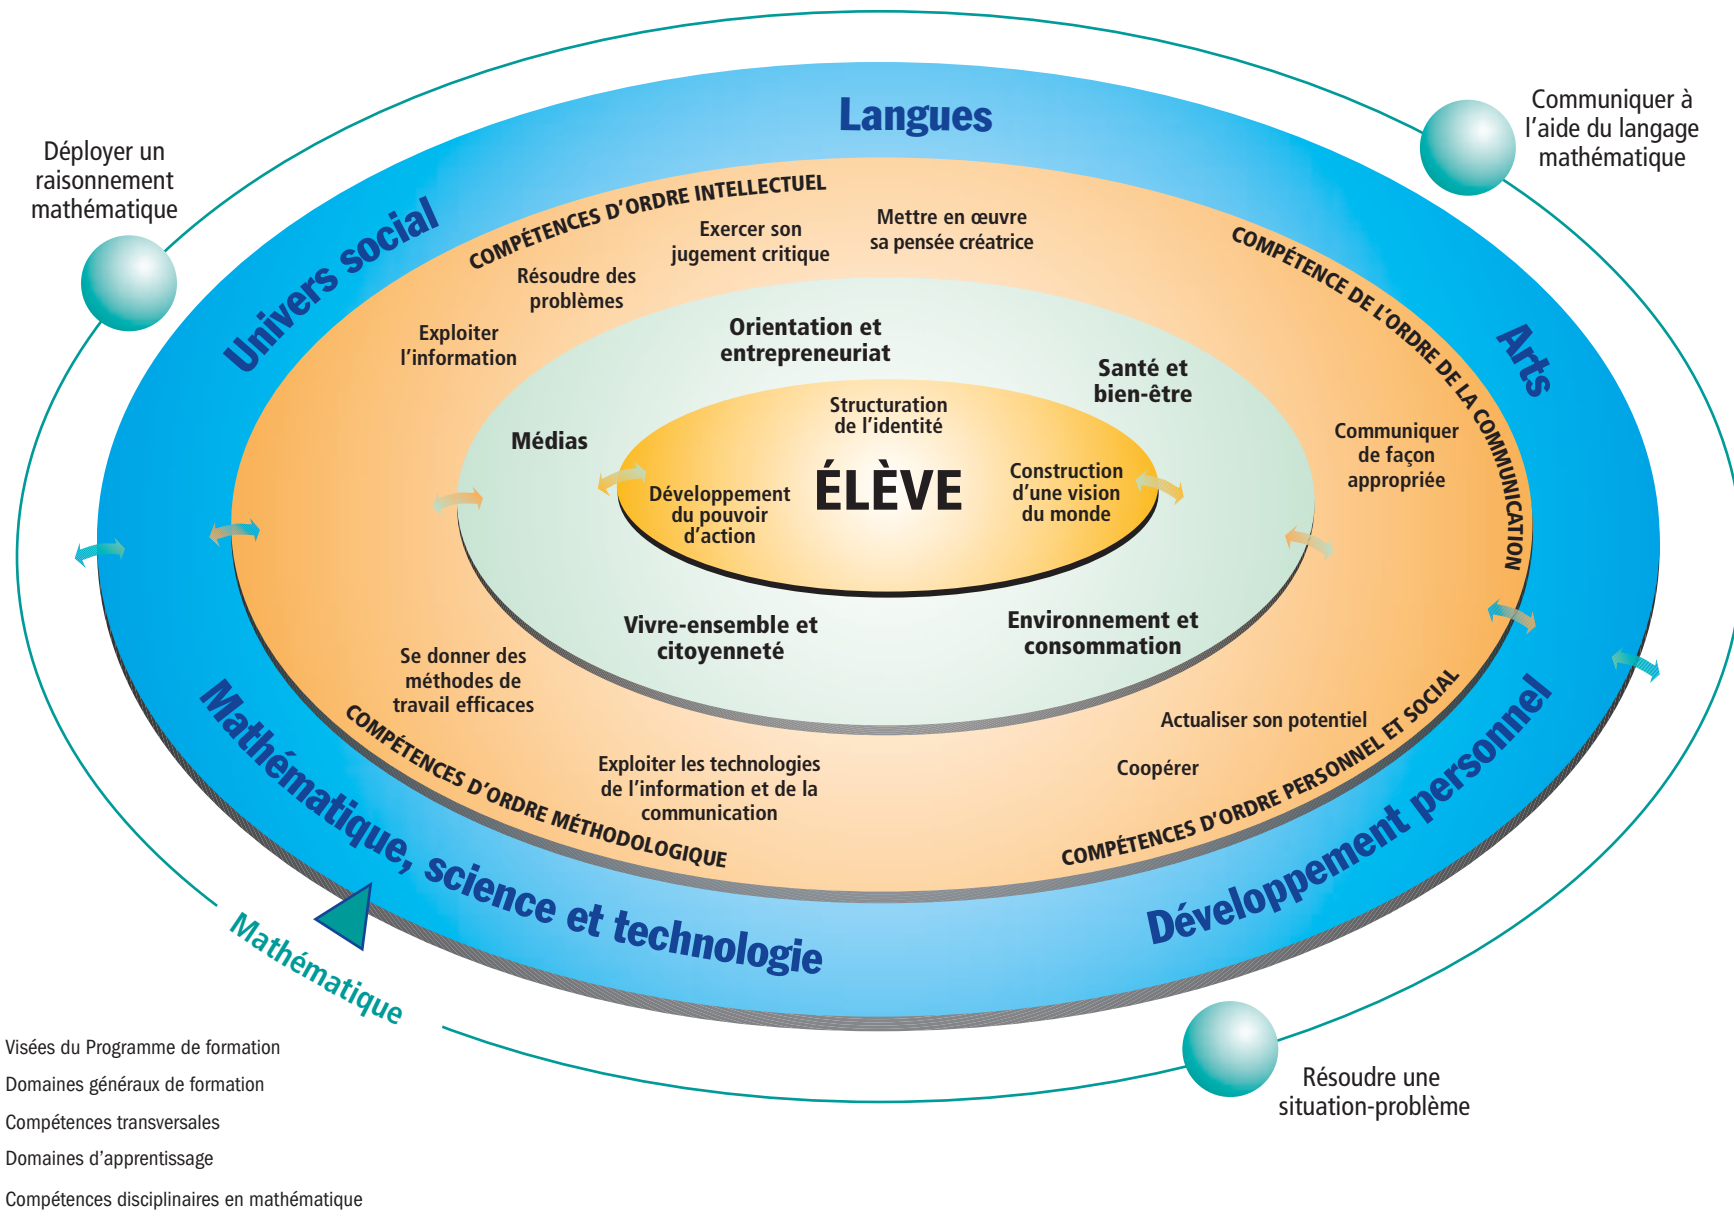 Langues
Communiquer à
l'aide du langage
mathématique
Déployer un
raisonnement
mathématique
Univers social
COMPÉTENCES D'ORDRE INTELLECTUEL
Exercer son
jugement critique
Mettre en œuvre
sa pensée créatrice
COMPÉTENCE DE L'ORDRE DE LA COMMUNICATION
Arts
Résoudre des
problèmes
Exploiter
l'information
Orientation et
entrepreneuriat
Santé et
bien-être
Médias
Structuration
de l'identité
ÉLÈVE
Développement
du pouvoir
d'action
Construction
d'une vision
du monde
Communiquer
de façon
appropriée
Vivre-ensemble et
citoyenneté
Environnement et
consommation
Se donner des
méthodes de
travail efficaces
COMPÉTENCES D'ORDRE MÉTHODOLOGIQUE
Exploiter les technologies
de l'information et de la
communication
Actualiser son potentiel
Coopérer
COMPÉTENCES D'ORDRE PERSONNEL ET SOCIAL
Mathématique, science et technologie
Développement personnel
Mathématique
Résoudre une
situation-problème
Visées du Programme de formation
Domaines généraux de formation
Compétences transversales
Domaines d'apprentissage
Compétences disciplinaires en mathématique